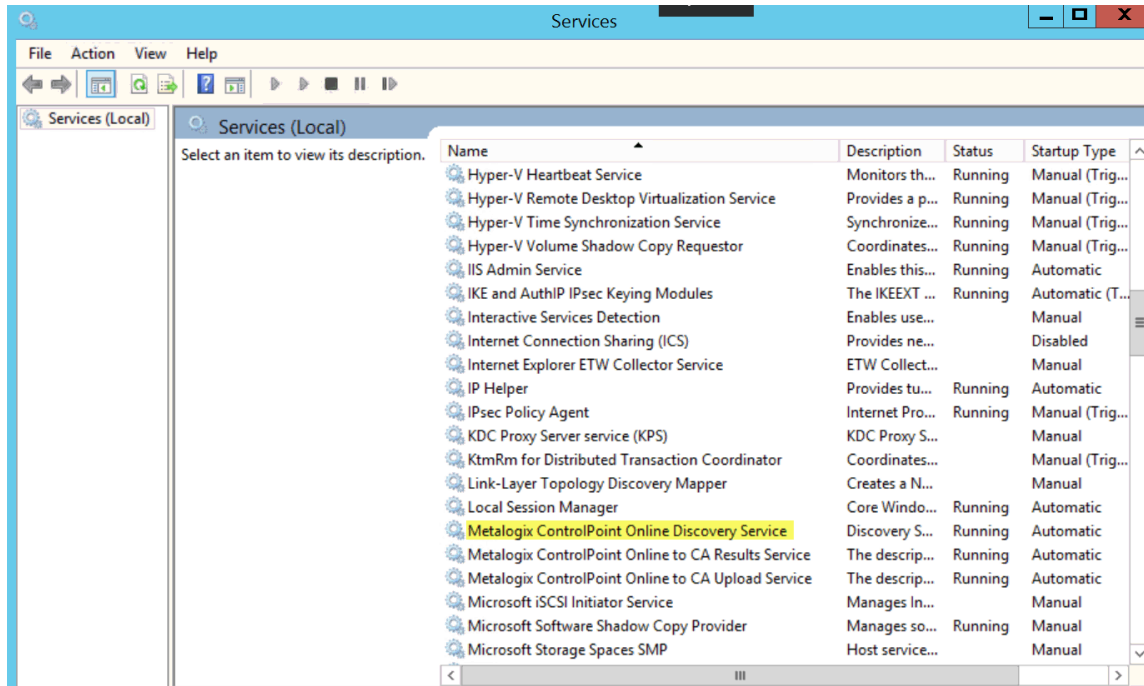 Services
File Action View Help
Services (Local)
Services (Local)
Select an item to view its description.
Name Description Status Startup Type
Hyper-V Heartbeat Service Monitors th... Running Manual (Trig...
Hyper-V Remote Desktop Virtualization Service Provides a p... Running Manual (Trig...
Hyper-V Time Synchronization Service Synchronize... Running Manual (Trig...
Hyper-V Volume Shadow Copy Requestor Coordinates... Running Manual (Trig...
IIS Admin Service Enables this... Running Automatic
IKE and AuthIP IPsec Keying Modules The IKEEXT ... Running Automatic (T...
Interactive Services Detection Enables use... Manual
Internet Connection Sharing (ICS) Provides ne... Disabled
Internet Explorer ETW Collector Service ETW Collect... Manual
IP Helper Provides tu... Running Automatic
IPsec Policy Agent Internet Pro... Running Manual (Trig...
KDC Proxy Server service (KPS) KDC Proxy S... Manual
KtmRm for Distributed Transaction Coordinator Coordinates... Manual (Trig...
Link-Layer Topology Discovery Mapper Creates a N... Manual
Local Session Manager Core Windo... Running Automatic
Metalogix ControlPoint Online Discovery Service Discovery S... Running Automatic
Metalogix ControlPoint Online to CA Results Service The descrip... Running Automatic
Metalogix ControlPoint Online to CA Upload Service The descrip... Running Automatic
Microsoft iSCSI Initiator Service Manages In... Manual
Microsoft Software Shadow Copy Provider Manages so... Running Manual
Microsoft Storage Spaces SMP Host service... Manual